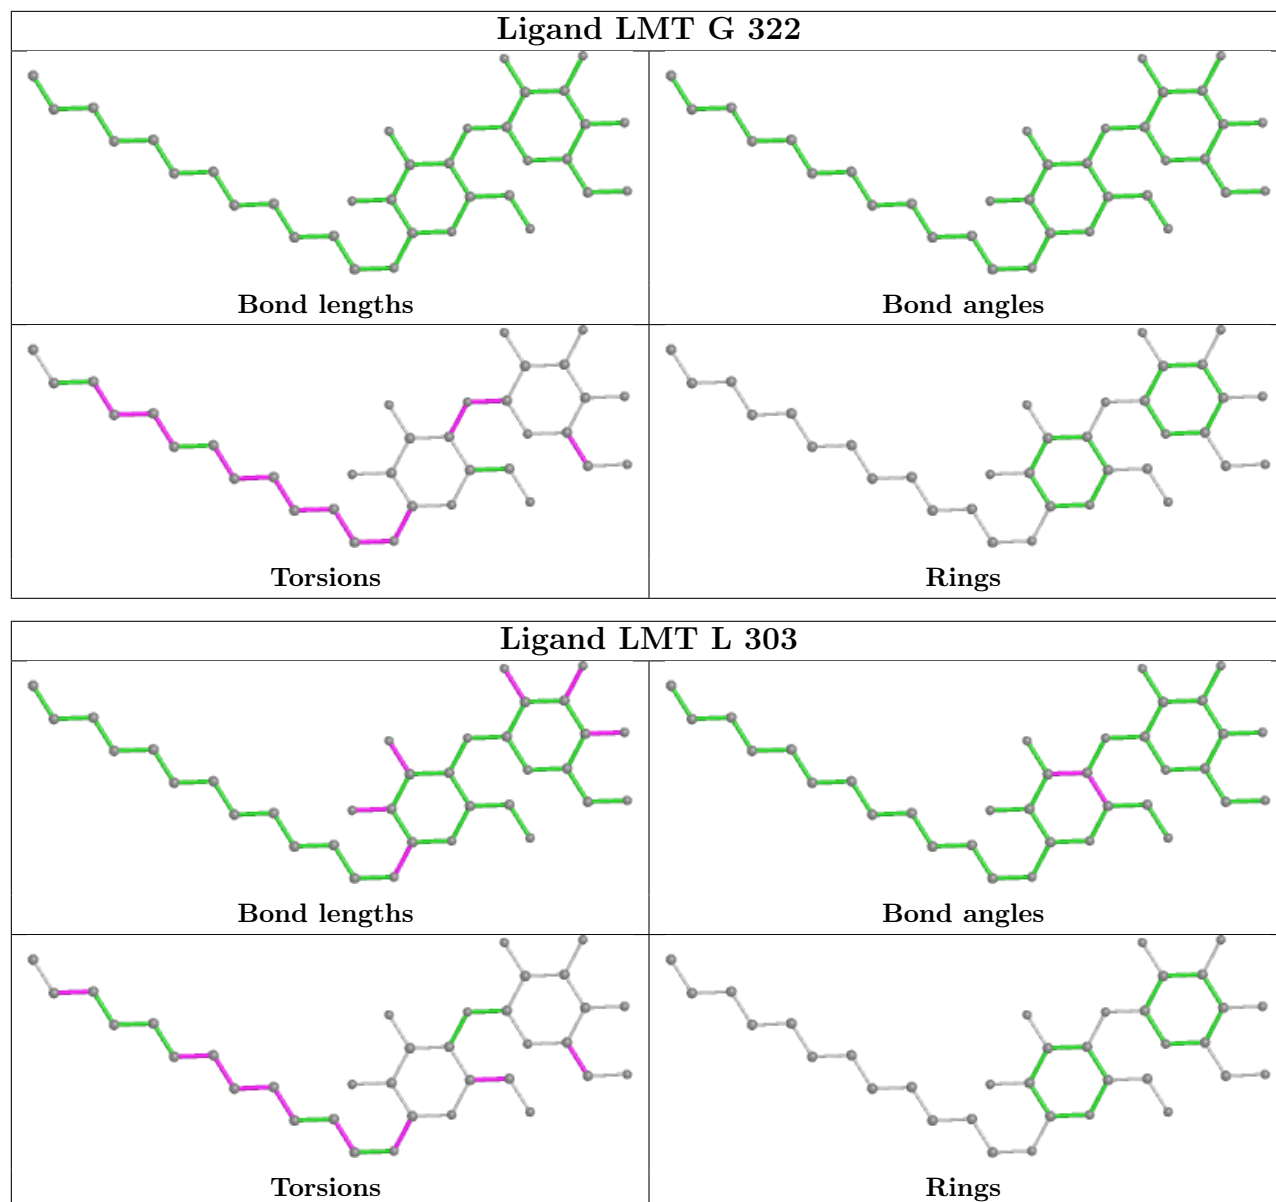 Ligand LMT G 322
Bond lengths
Bond angles
Torsions
Rings
Ligand LMT L 303
Bond lengths
Bond angles
Torsions
Rings